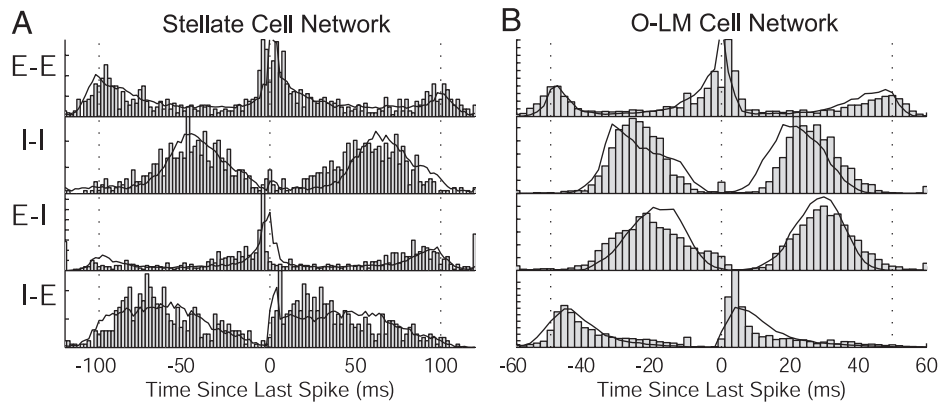 A Stellate Cell Network
B O-LM Cell Network
E-E
I-I
E-I
I-E
-100 -50 0 50 100
-60 -40 -20 0 20 40 60
Time Since Last Spike (ms)
Time Since Last Spike (ms)